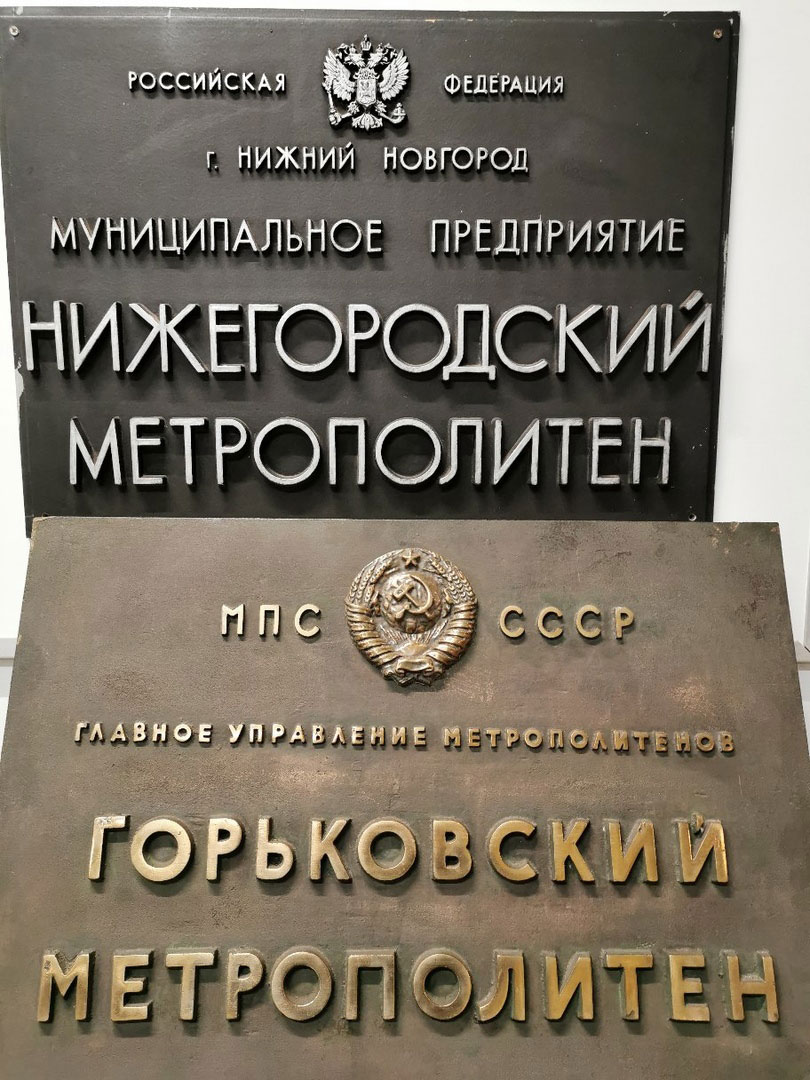 РОССИЙСКАЯ ФЕДЕРАЦИЯ
г. НИЖНИЙ НОВГОРОД
МУНИЦИПАЛЬНОЕ ПРЕДПРИЯТИЕ
НИЖЕГОРОДСКИЙ
МЕТРОПОЛИТЕН
МПС СССР
ГЛАВНОЕ УПРАВЛЕНИЕ МЕТРОПОЛИТЕНОВ
ГОРЬКОВСКИЙ
МЕТРОПОЛИТЕН